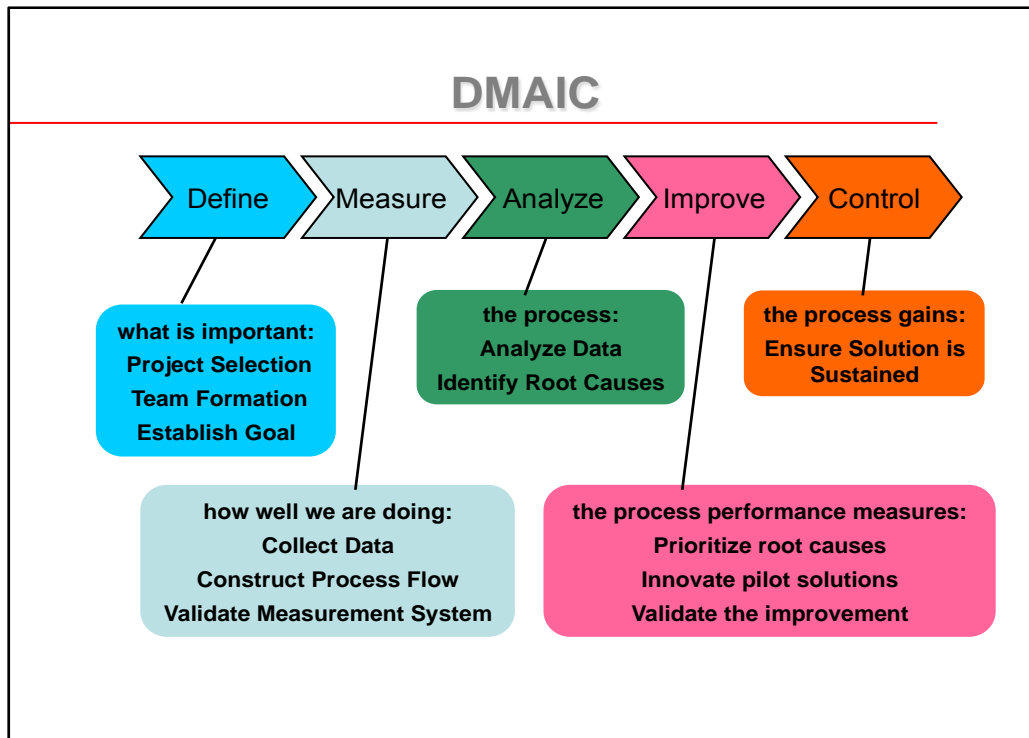 DMAIC
Define
Measure
Analyze
Improve
Control
what is important:
Project Selection
Team Formation
Establish Goal
the process:
Analyze Data
Identify Root Causes
the process gains:
Ensure Solution is
Sustained
how well we are doing:
Collect Data
Construct Process Flow
Validate Measurement System
the process performance measures:
Prioritize root causes
Innovate pilot solutions
Validate the improvement